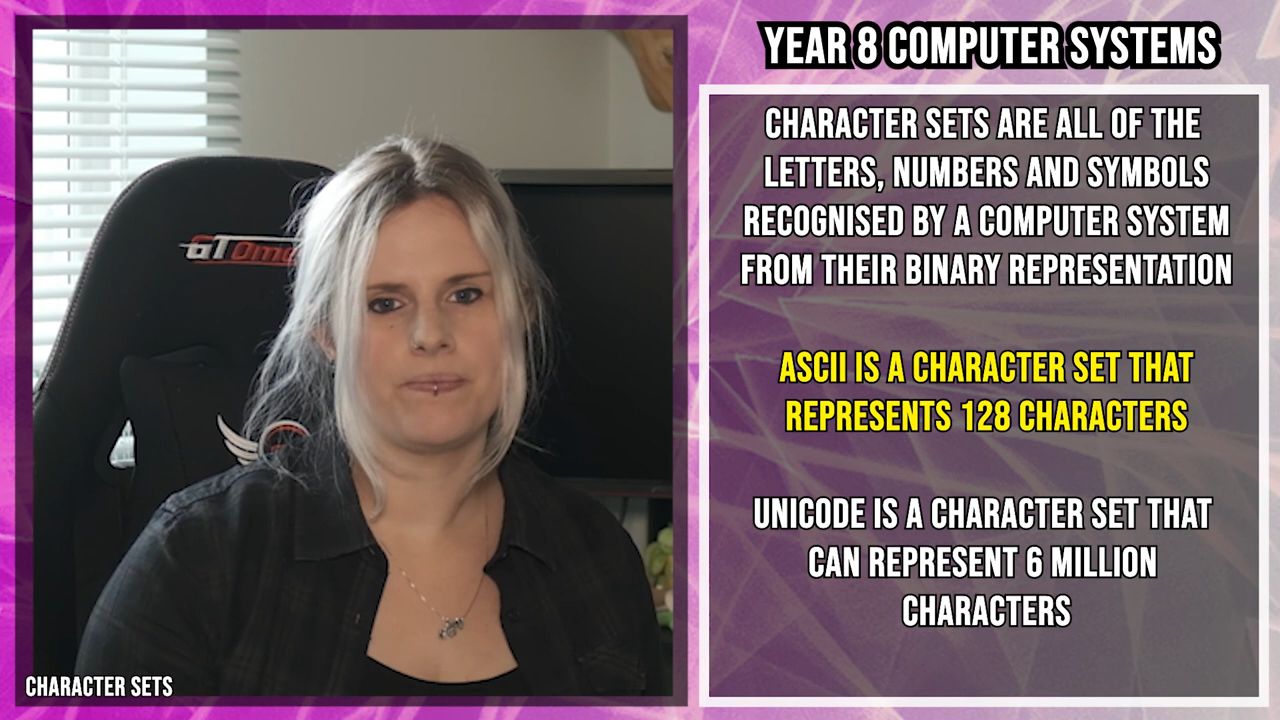 YEAR 8 COMPUTER SYSTEMS
CHARACTER SETS ARE ALL OF THE
LETTERS, NUMBERS AND SYMBOLS
RECOGNISED BY A COMPUTER SYSTEM
FROM THEIR BINARY REPRESENTATION
ASCII IS A CHARACTER SET THAT
REPRESENTS 128 CHARACTERS
UNICODE IS A CHARACTER SET THAT
CAN REPRESENT 6 MILLION
CHARACTERS
GT
CHARACTER SETS